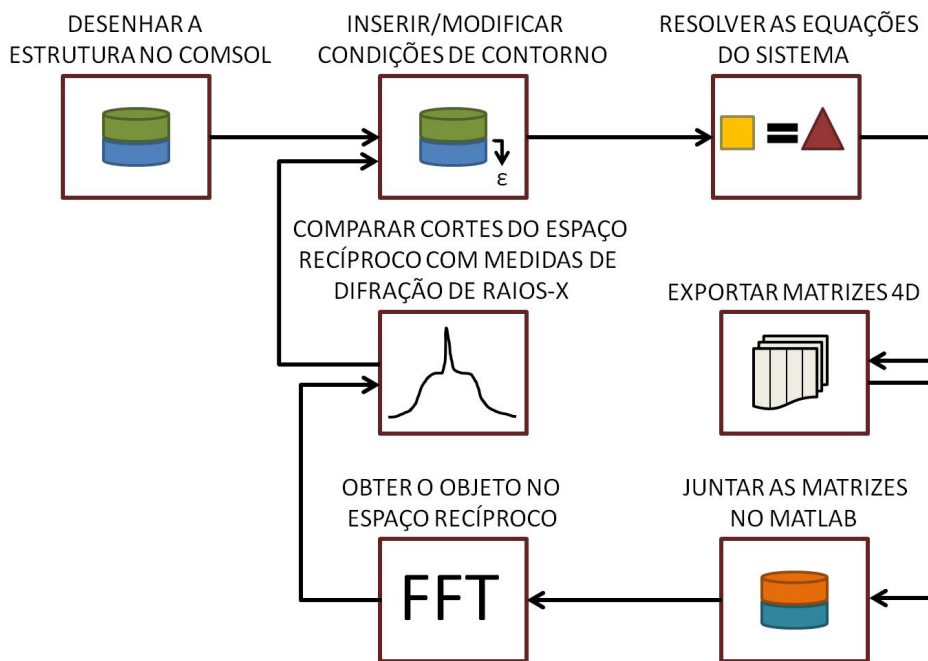 DESENHAR A
ESTRUTURA NO COMSOL
INSERIR/MODIFICAR
CONDIÇÕES DE CONTORNO
ε
RESOLVER AS EQUAÇÕES
DO SISTEMA
COMPARAR CORTES DO ESPAÇO
RECÍPROCO COM MEDIDAS DE
DIFRAÇÃO DE RAIOS-X
EXPORTAR MATRIZES 4D
OBTER O OBJETO NO
ESPAÇO RECÍPROCO
FFT
JUNTAR AS MATRIZES
NO MATLAB